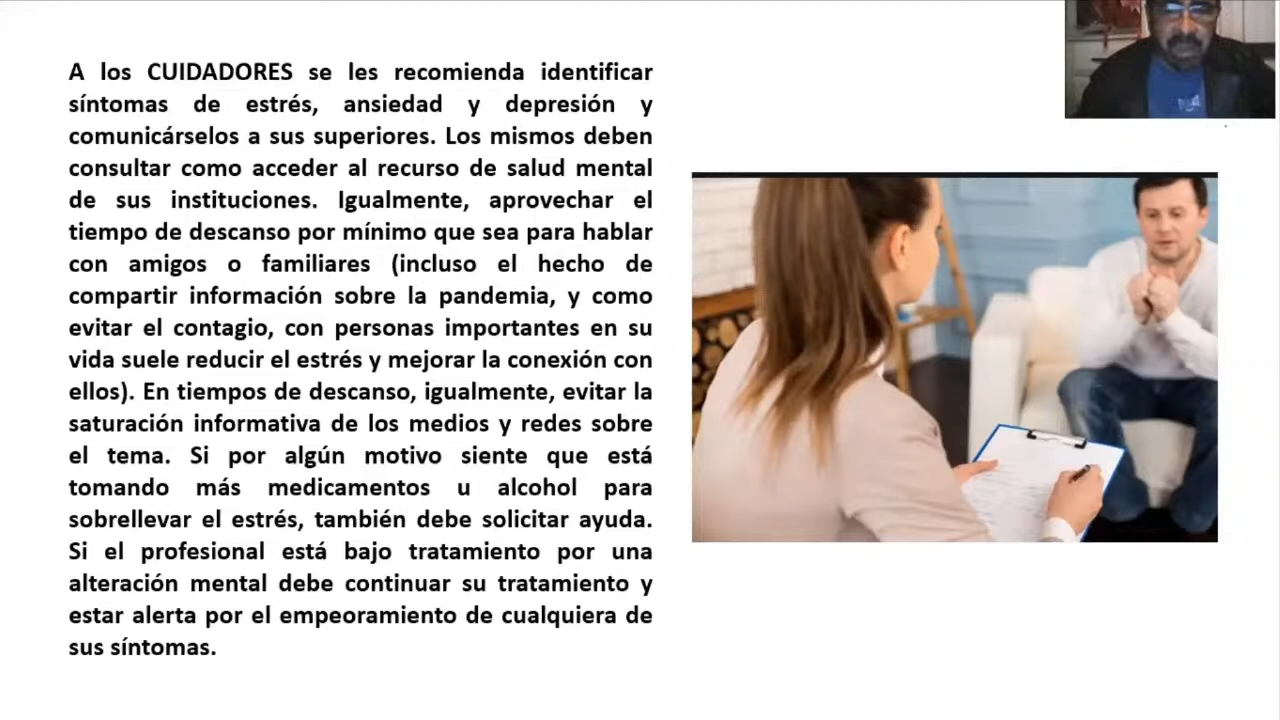 A los CUIDADORES se les recomienda identificar
síntomas de estrés, ansiedad y depresión y
comunicárselos a sus superiores. Los mismos deben
consultar como acceder al recurso de salud mental
de sus instituciones. Igualmente, aprovechar el
tiempo de descanso por mínimo que sea para hablar
con amigos o familiares (incluso el hecho de
compartir información sobre la pandemia, y como
evitar el contagio, con personas importantes en su
vida suele reducir el estrés y mejorar la conexión con
ellos). En tiempos de descanso, igualmente, evitar la
saturación informativa de los medios y redes sobre
el tema. Si por algún motivo siente que está
tomando más medicamentos u alcohol para
sobrellevar el estrés, también debe solicitar ayuda.
Si el profesional está bajo tratamiento por una
alteración mental debe continuar su tratamiento y
estar alerta por el empeoramiento de cualquiera de
sus síntomas.